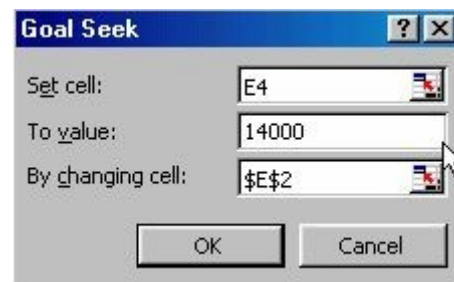 Goal Seek ? X
Set cell: E4
To value: 14000
By changing cell: $E$2
OK Cancel